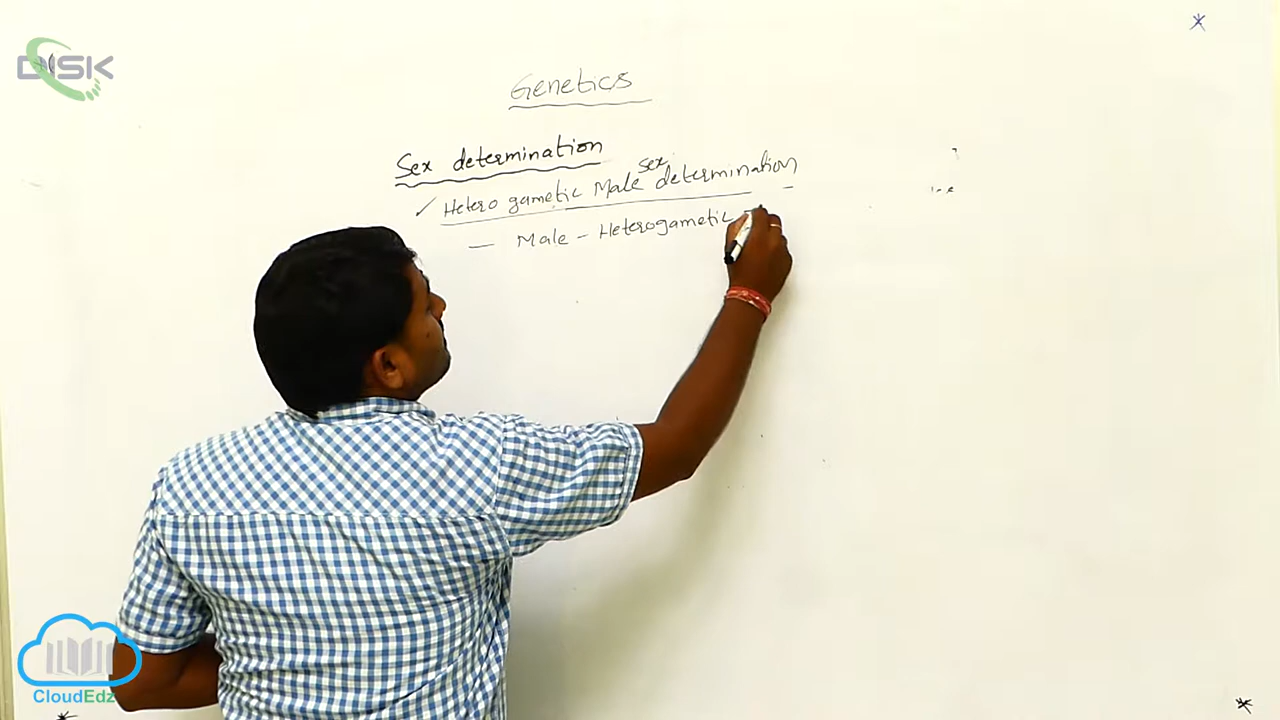 DISK
Genetics
Sex determination
✓ Hetero gametic Male sex determination
— Male - Heterogametic
CloudEdz